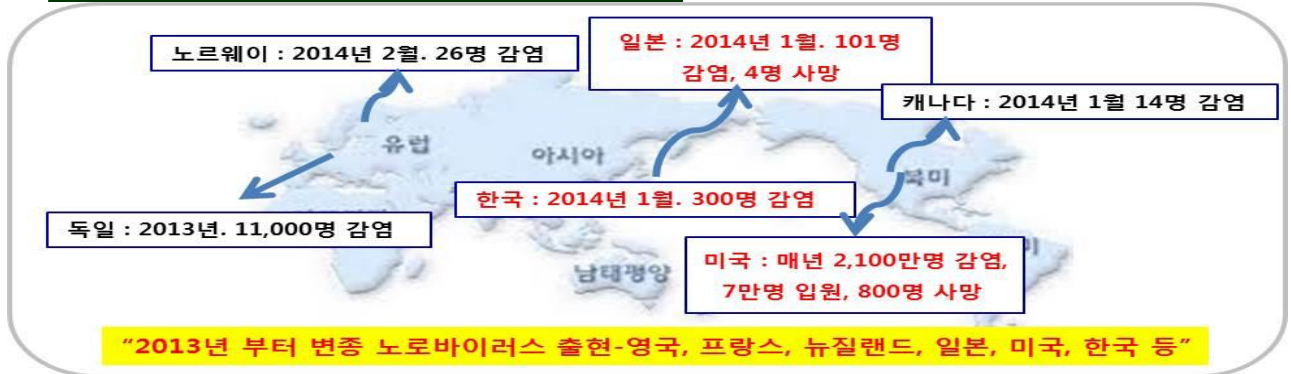 노르웨이 : 2014년 2월. 26명 감염
일본 : 2014년 1월. 101명
감염, 4명 사망
캐나다 : 2014년 1월 14명 감염
유럽
아시아
북미
한국 : 2014년 1월. 300명 감염
독일 : 2013년. 11,000명 감염
남태평양
미국 : 매년 2,100만명 감염,
7만명 입원, 800명 사망
"2013년 부터 변종 노로바이러스 출현-영국, 프랑스, 뉴질랜드, 일본, 미국, 한국 등"